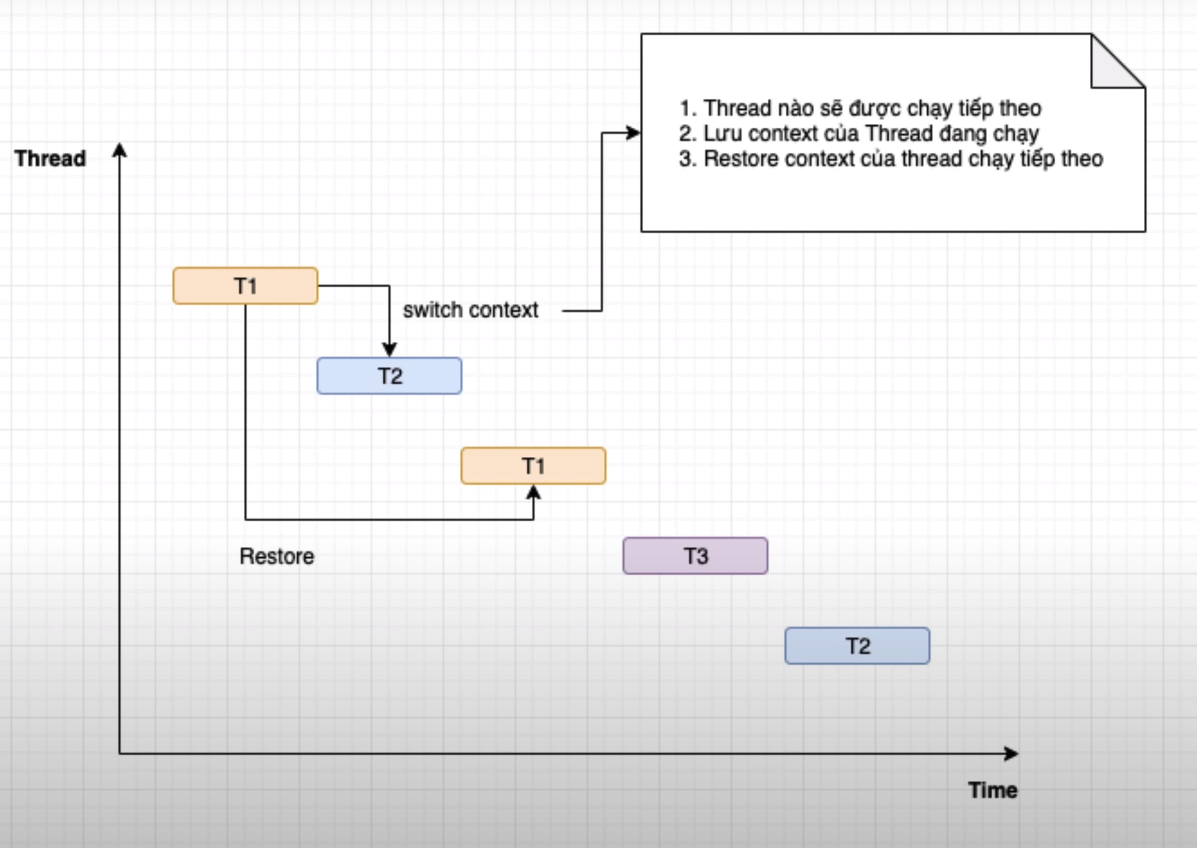 1. Thread nào sẽ được chạy tiếp theo
2. Lưu context của Thread đang chạy
3. Restore context của thread chạy tiếp theo
Thread
T1
switch context
T2
T1
Restore
T3
T2
Time